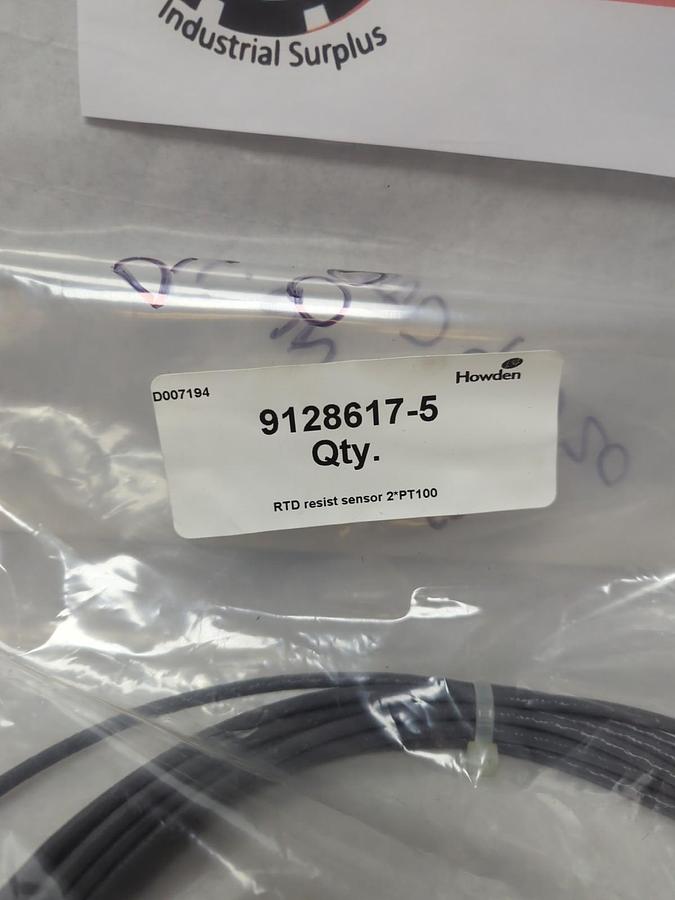 Industrial Surplus
D007194
Howden
9128617-5
Qty.
RTD resist sensor 2*PT100